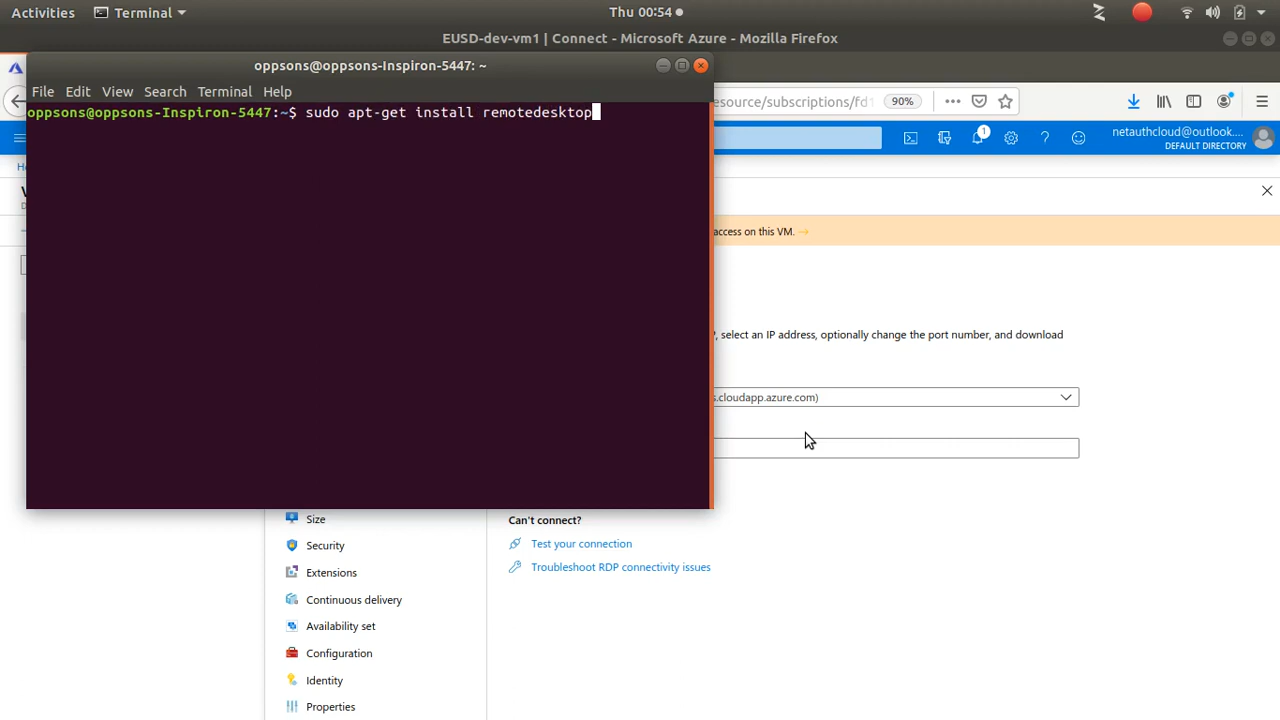 Activities Terminal Thu 00:54
EUSD-dev-vm1 | Connect - Microsoft Azure - Mozilla Firefox
oppsons@oppsons-Inspiron-5447: ~
File Edit View Search Terminal Help
oppsons@oppsons-Inspiron-5447:~$ sudo apt-get install remotedesktop
esource/subscriptions/fd1 90%
netauthcloud@outlook....
DEFAULT DIRECTORY
1
access on this VM. →
, select an IP address, optionally change the port number, and download
s.cloudapp.azure.com)
Size
Security
Extensions
Continuous delivery
Availability set
Configuration
Identity
Properties
Can't connect?
Test your connection
Troubleshoot RDP connectivity issues